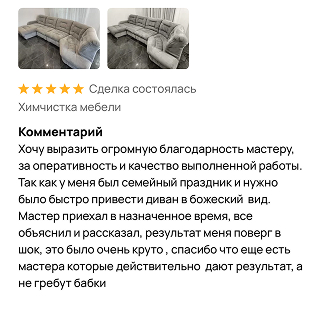 Сделка состоялась
Химчистка мебели
Комментарий
Хочу выразить огромную благодарность мастеру,
за оперативность и качество выполненной работы.
Так как у меня был семейный праздник и нужно
было быстро привести диван в божеский  вид.
Мастер приехал в назначенное время, все
объяснил и рассказал, результат меня поверг в
шок, это было очень круто , спасибо что еще есть
мастера которые действительно  дают результат, а
не гребут бабки